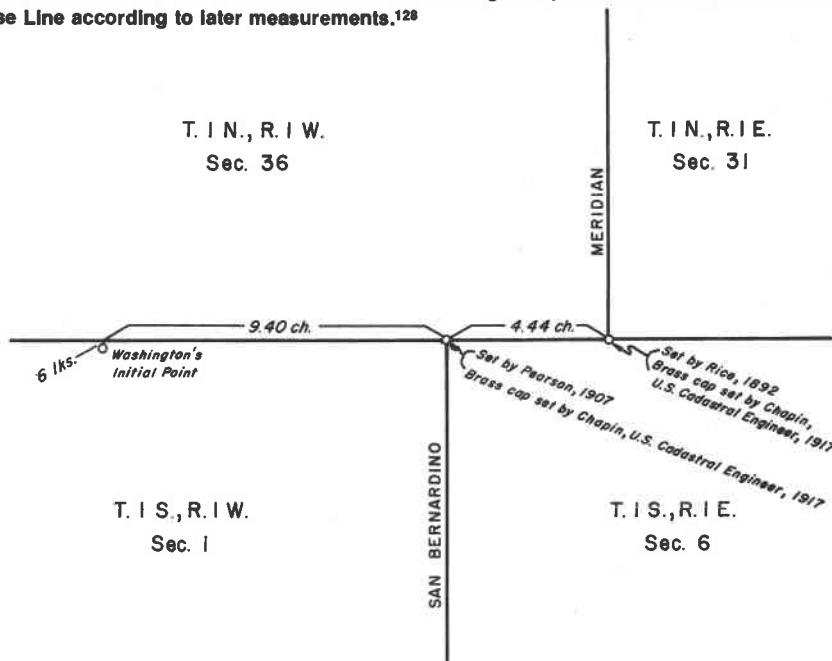 se Line according to later measurements.¹²⁸
T. I N., R. I W.
Sec. 36
T. I N., R. I E.
Sec. 31
MERIDIAN
9.40 ch.
4.44 ch.
6 lks.
Washington's
Initial Point
Set by Pearson, 1907
Brass cap set by Chapin, U.S. Cadastral Engineer, 1917
Set by Rice, 1892
Brass cap set by Chapin,
U.S. Cadastral Engineer, 1917
T. I S., R. I W.
Sec. I
T. I S., R. I E.
Sec. 6
SAN BERNARDINO